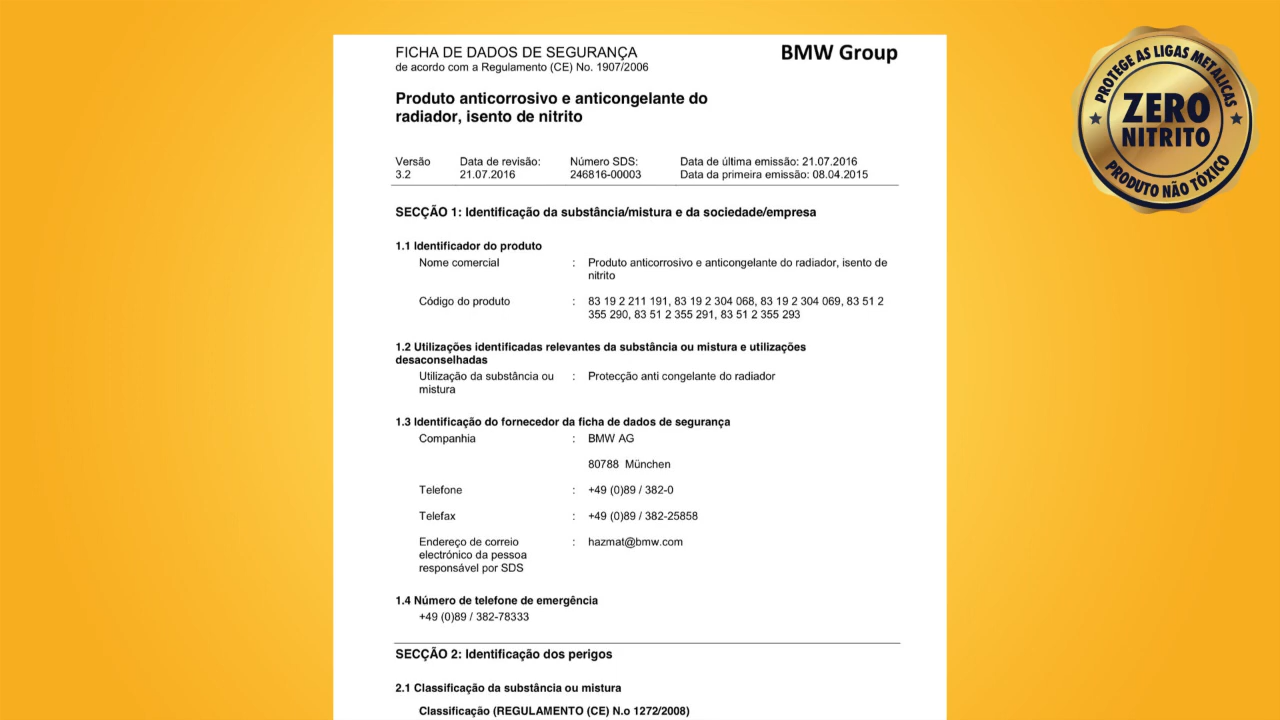 FICHA DE DADOS DE SEGURANÇA
de acordo com a Regulamento (CE) No. 1907/2006
BMW Group
Produto anticorrosivo e anticongelante do
radiador, isento de nitrito
Versão
3.2
Data de revisão:
21.07.2016
Número SDS:
246816-00003
Data de última emissão: 21.07.2016
Data da primeira emissão: 08.04.2015
SECÇÃO 1: Identificação da substância/mistura e da sociedade/empresa
1.1 Identificador do produto
Nome comercial : Produto anticorrosivo e anticongelante do radiador, isento de
nitrito
Código do produto : 83 19 2 211 191, 83 19 2 304 068, 83 19 2 304 069, 83 51 2
355 290, 83 51 2 355 291, 83 51 2 355 293
1.2 Utilizações identificadas relevantes da substância ou mistura e utilizações
desaconselhadas
Utilização da substância ou : Protecção anti congelante do radiador
mistura
1.3 Identificação do fornecedor da ficha de dados de segurança
Companhia : BMW AG
80788 München
Telefone : +49 (0)89 / 382-0
Telefax : +49 (0)89 / 382-25858
Endereço de correio : hazmat@bmw.com
electrónico da pessoa
responsável por SDS
1.4 Número de telefone de emergência
+49 (0)89 / 382-78333
SECÇÃO 2: Identificação dos perigos
2.1 Classificação da substância ou mistura
Classificação (REGULAMENTO (CE) N.o 1272/2008)
PROTEGE AS LIGAS METALICAS
ZERO
NITRITO
PRODUTO NÃO TÓXICO